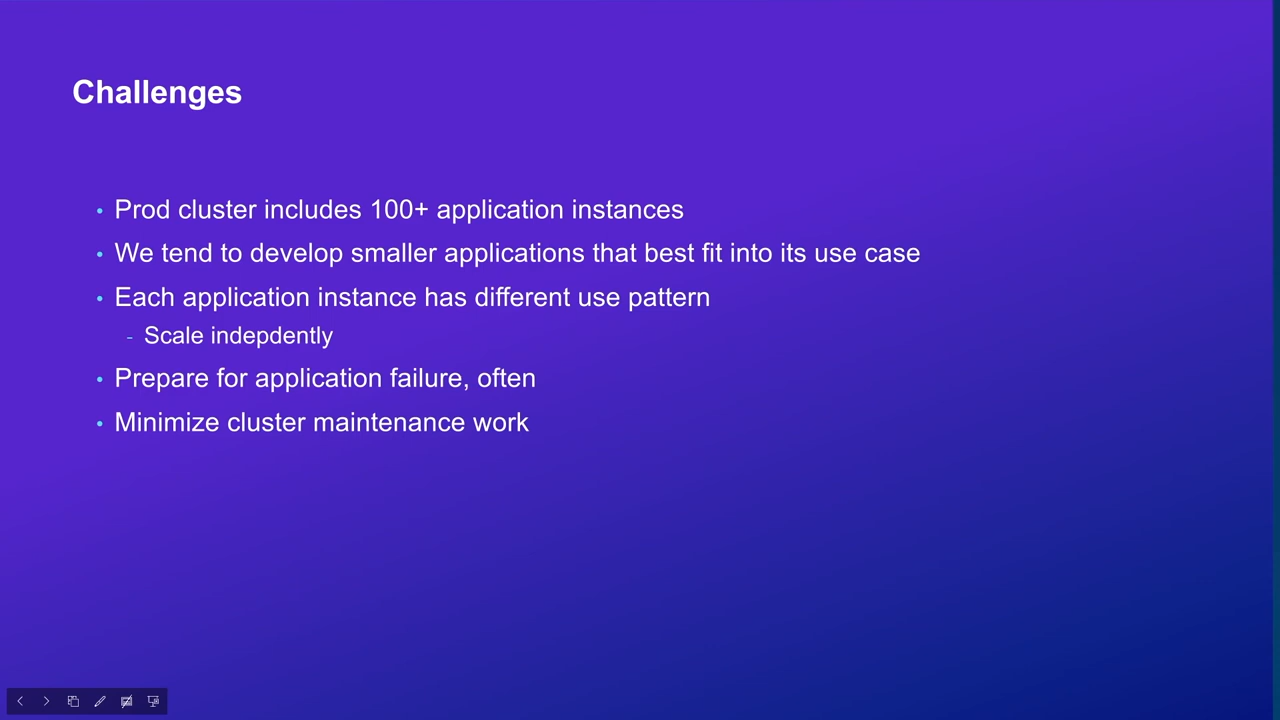 Challenges
• Prod cluster includes 100+ application instances
• We tend to develop smaller applications that best fit into its use case
• Each application instance has different use pattern
- Scale indepdently
• Prepare for application failure, often
• Minimize cluster maintenance work